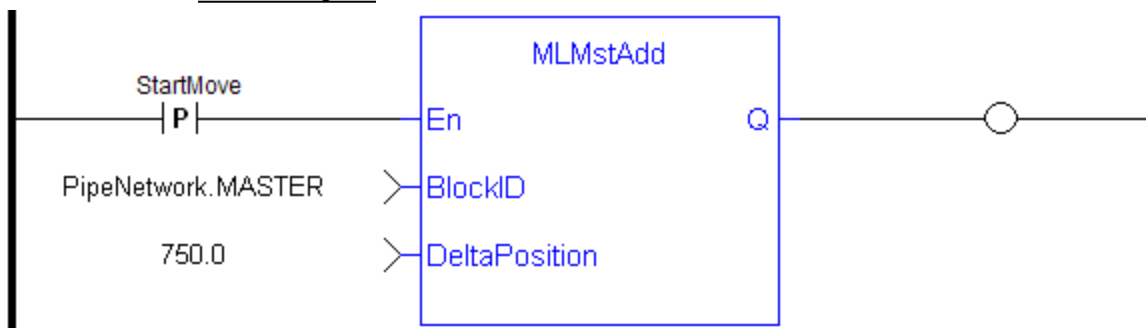 MLMstAdd
StartMove
P
En
Q
PipeNetwork.MASTER
BlockID
750.0
DeltaPosition